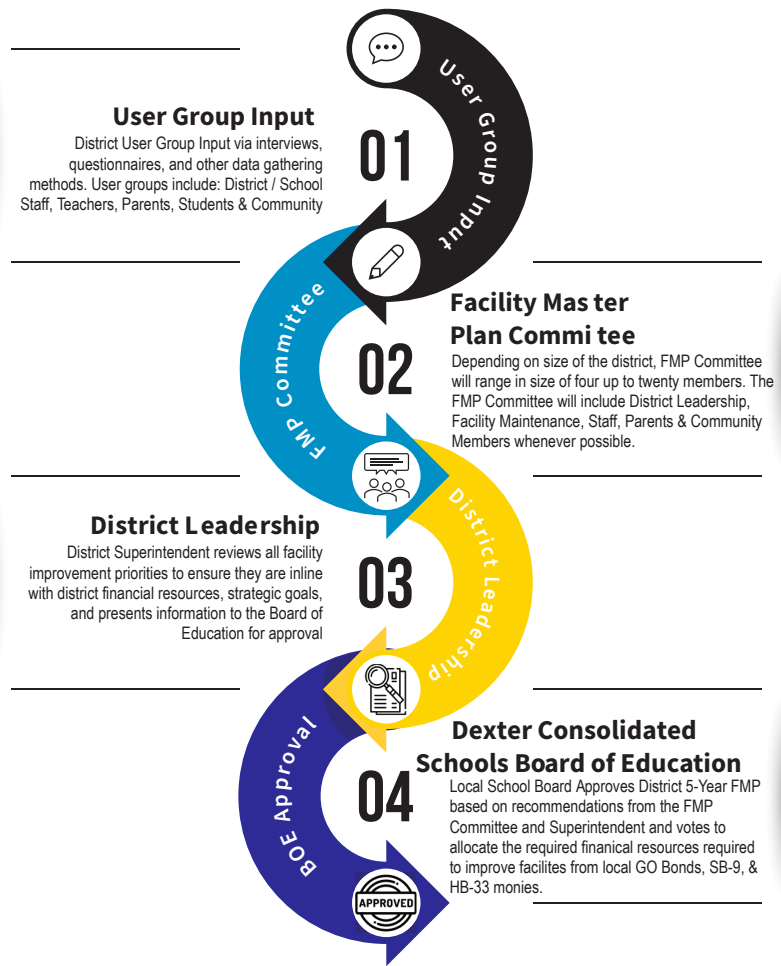 User Group Input
User Group Input
District User Group Input via interviews,
questionnaires, and other data gathering
methods. User groups include: District / School
Staff, Teachers, Parents, Students & Community
01
FMP Committee
Facility Mas ter
Plan Commi tee
02
Depending on size of the district, FMP Committee
will range in size of four up to twenty members. The
FMP Committee will include District Leadership,
Facility Maintenance, Staff, Parents & Community
Members whenever possible.
District Leadership
District Leadership
District Superintendent reviews all facility
improvement priorities to ensure they are inline
with district financial resources, strategic goals,
and presents information to the Board of
Education for approval
03
BOE Approval
Dexter Consolidated
Schools Board of Education
04
Local School Board Approves District 5-Year FMP
based on recommendations from the FMP
Committee and Superintendent and votes to
allocate the required finanical resources required
to improve facilites from local GO Bonds, SB-9, &
HB-33 monies.
APPROVED